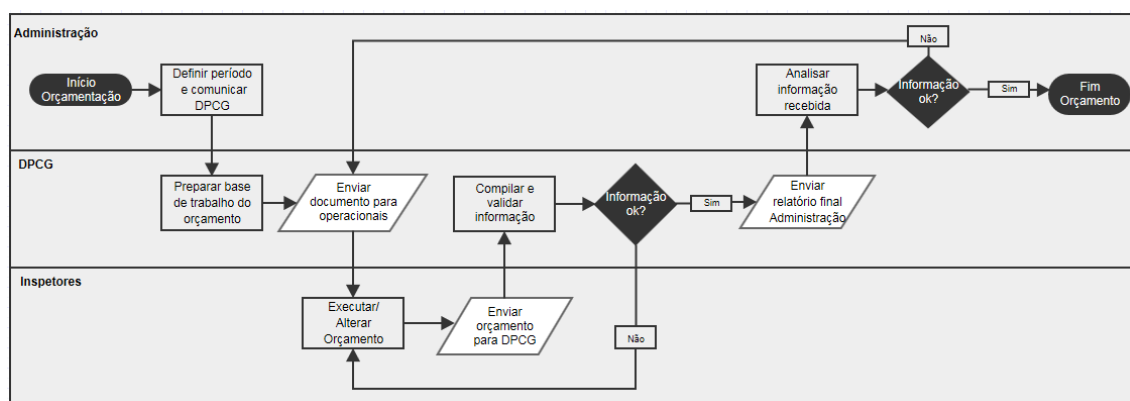 Administração
Início
Orçamentação
Definir período
e comunicar
DPCG
Analisar
informação
recebida
Não
Informação
ok?
Sim
Fim
Orçamento
DPCG
Preparar base
de trabalho do
orçamento
Enviar
documento para
operacionais
Compilar e
validar
informação
Informação
ok?
Sim
Enviar
relatório final
Administração
Inspetores
Executar/
Alterar
Orçamento
Enviar
orçamento
para DPCG
Não